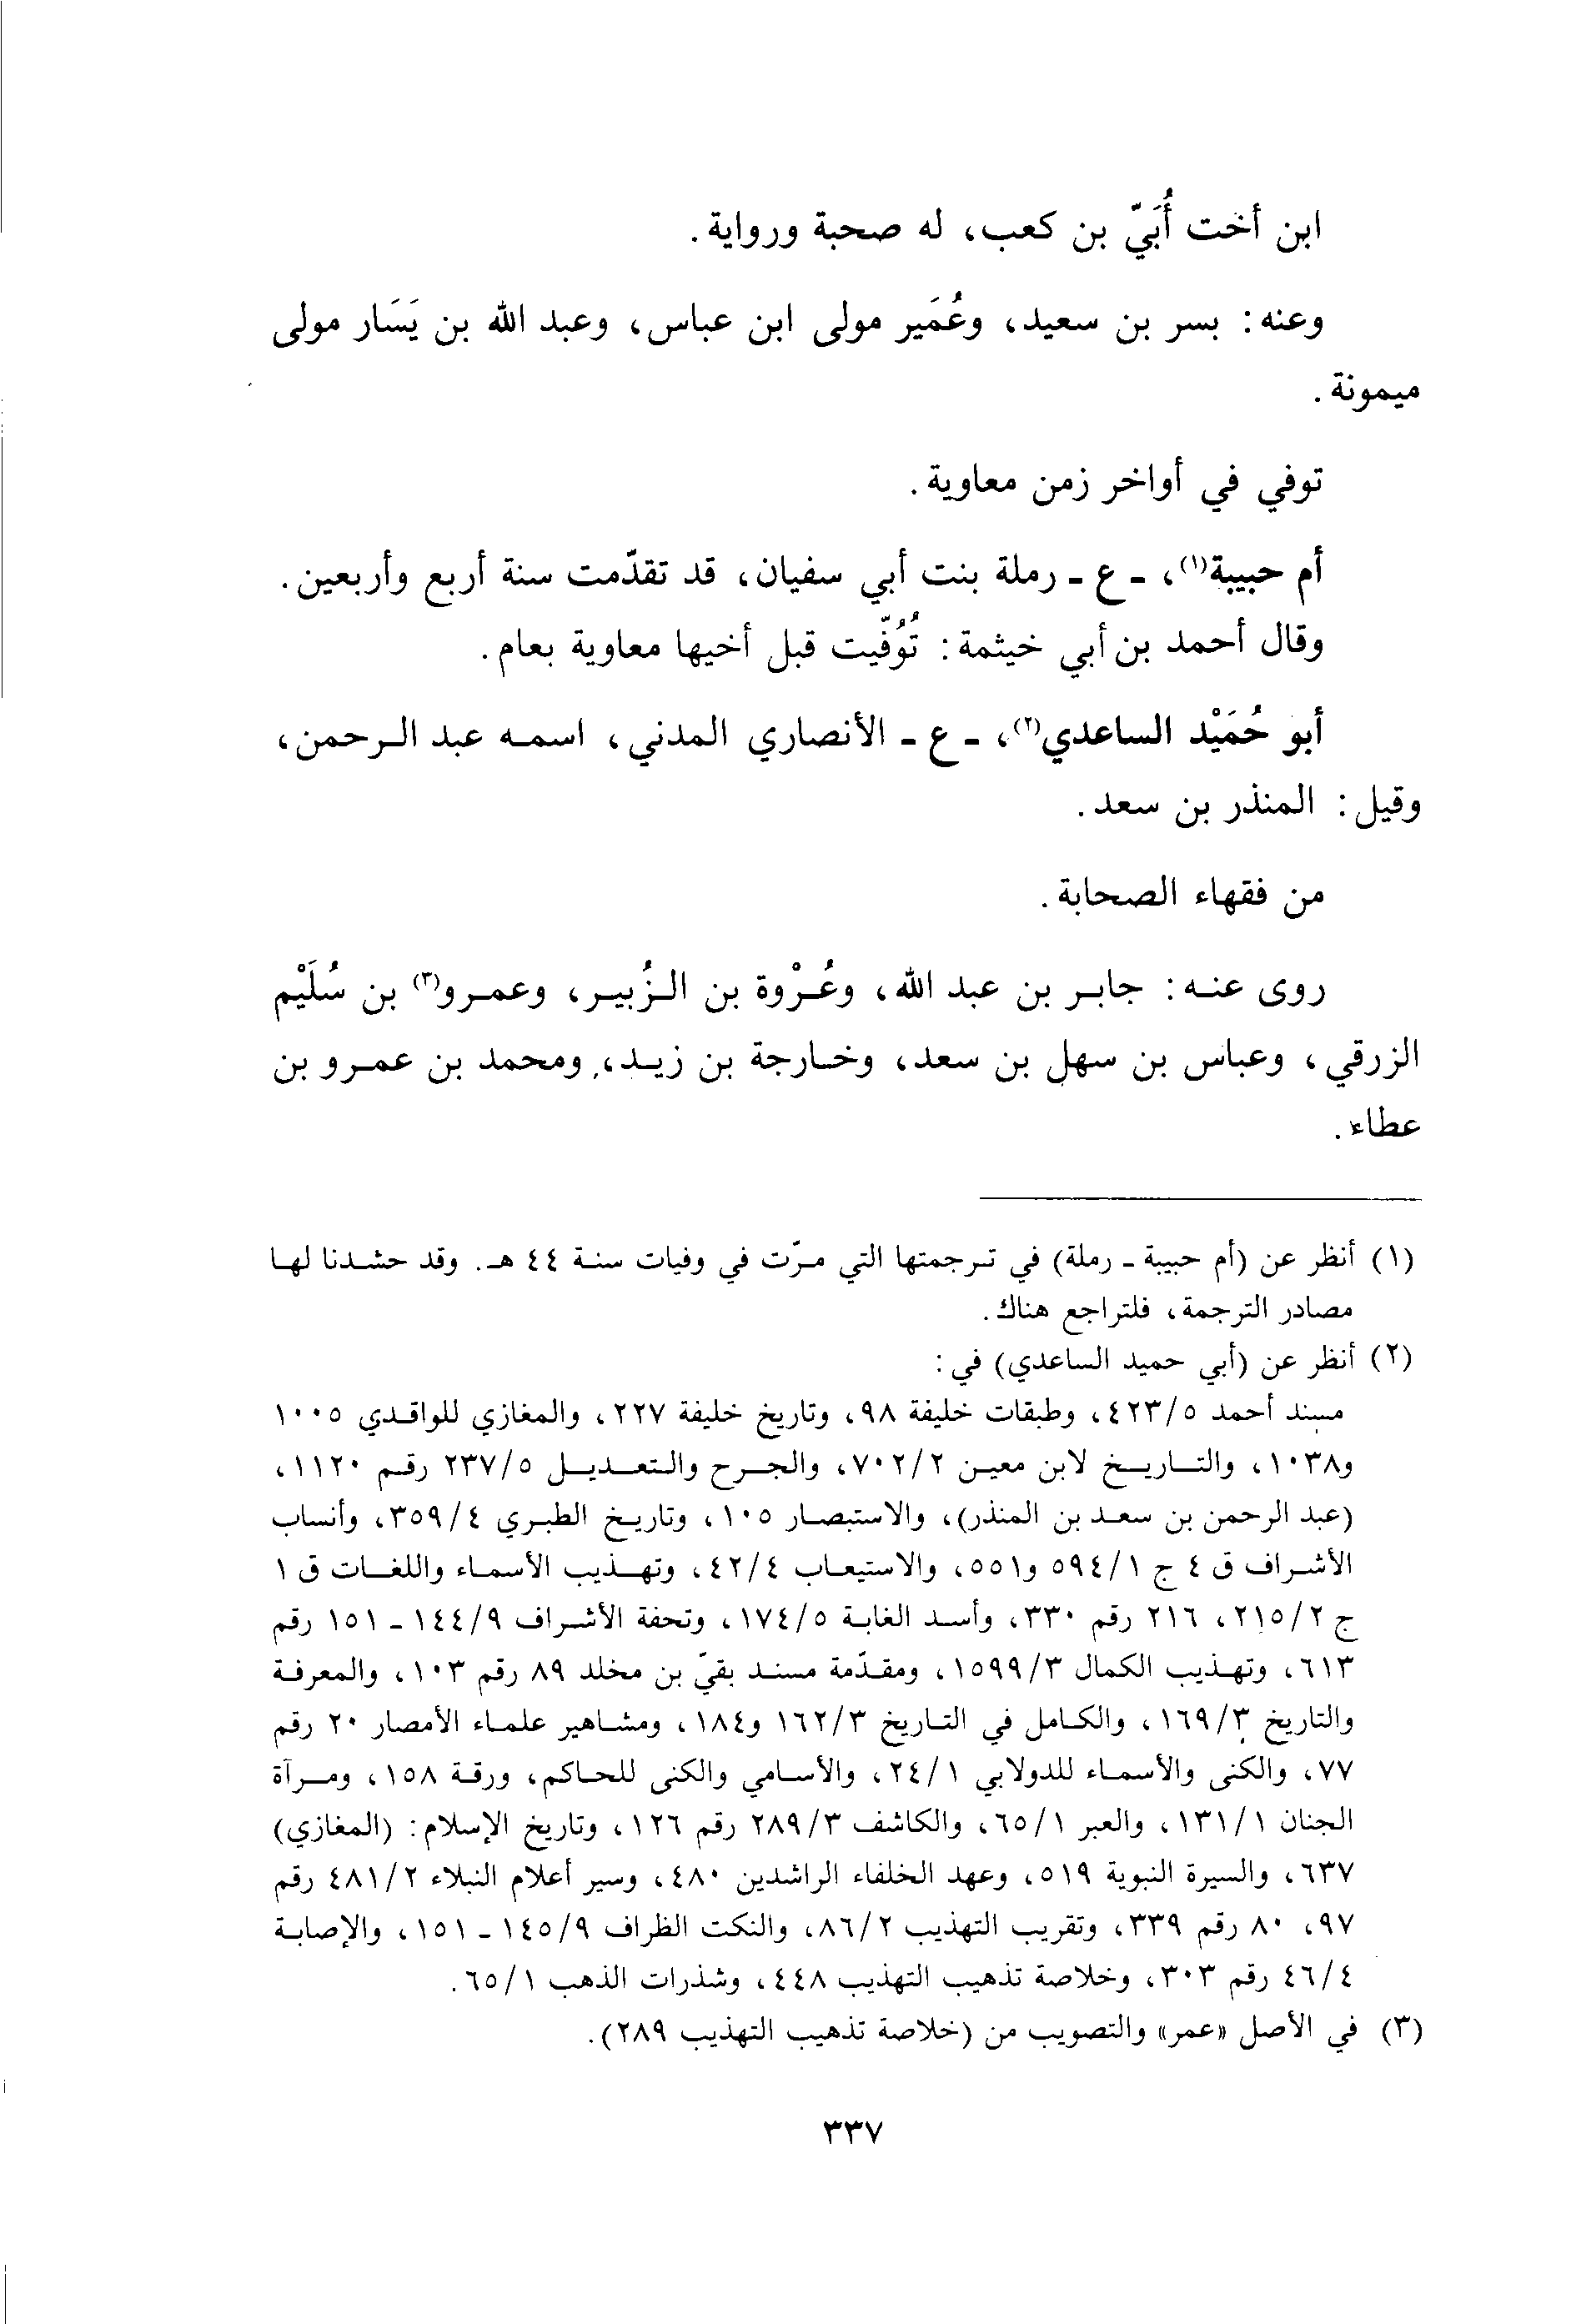 ابن أخت أُبَيّ بن كعب، له صحبة ورواية.
وعنه: بسر بن سعيد، وعُمَير مولى ابن عباس، وعبد الله بن يَسَار مولى
ميمونة.
توفي في أواخر زمن معاوية.
أم حبيبة(١)، ـ ع ـ رملة بنت أبي سفيان، قد تقدّمت سنة أربع وأربعين.
وقال أحمد بن أبي خيثمة: تُوُفّيت قبل أخيها معاوية بعام.
أبو حُمَيْد الساعدي(٢)، ـ ع ـ الأنصاري المدني، اسمه عبد الرحمن،
وقيل: المنذر بن سعد.
من فقهاء الصحابة.
روى عنه: جابر بن عبد الله، وعُرْوة بن الزُبير، وعمرو(٣) بن سُلَيْم
الزرقي، وعباس بن سهل بن سعد، وخارجة بن زيد، ومحمد بن عمرو بن
عطاء.
(١) أنظر عن (أم حبيبة ـ رملة) في ترجمتها التي مرّت في وفيات سنة ٤٤ هـ. وقد حشدنا لها
مصادر الترجمة، فلتراجع هناك.
(٢) أنظر عن (أبي حميد الساعدي) في:
مسند أحمد ٤٢٣/٥، وطبقات خليفة ٩٨، وتاريخ خليفة ٢٢٧، والمغازي للواقدي ١٠٠٥
و١٠٣٨، والتاريخ لابن معين ٧٠٢/٢، والجرح والتعديل ٢٣٧/٥ رقم ١١٢٠،
(عبد الرحمن بن سعد بن المنذر)، والاستبصار ١٠٥، وتاريخ الطبري ٣٥٩/٤، وأنساب
الأشراف ق ٤ ج ٥٩٤/١ و٥٥١، والاستيعاب ٤٢/٤، وتهذيب الأسماء واللغات ق ١
ج ٢١٥/٢، ٢١٦ رقم ٣٣٠، وأسد الغابة ١٧٤/٥، وتحفة الأشراف ١٤٤/٩ ـ ١٥١ رقم
٦١٣، وتهذيب الكمال ١٥٩٩/٣، ومقدّمة مسند بقيّ بن مخلد ٨٩ رقم ١٠٣، والمعرفة
والتاريخ ١٦٩/٣، والكامل في التاريخ ١٦٢/٣ و١٨٤، ومشاهير علماء الأمصار ٢٠ رقم
٧٧، والكنى والأسماء للدولابي ٢٤/١، والأسامي والكنى للحاكم، ورقة ١٥٨، ومرآة
الجنان ١٣١/١، والعبر ٦٥/١، والكاشف ٢٨٩/٣ رقم ١٢٦، وتاريخ الإسلام: (المغازي)
٦٣٧، والسيرة النبوية ٥١٩، وعهد الخلفاء الراشدين ٤٨٠، وسير أعلام النبلاء ٤٨١/٢ رقم
٩٧، ٨٠ رقم ٣٣٩، وتقريب التهذيب ٨٦/٢، والنكت الظراف ١٤٥/٩ ـ ١٥١، والإصابة
٤٦/٤ رقم ٣٠٣، وخلاصة تذهيب التهذيب ٤٤٨، وشذرات الذهب ٦٥/١.
(٣) في الأصل «عمر» والتصويب من (خلاصة تذهيب التهذيب ٢٨٩).
٣٣٧